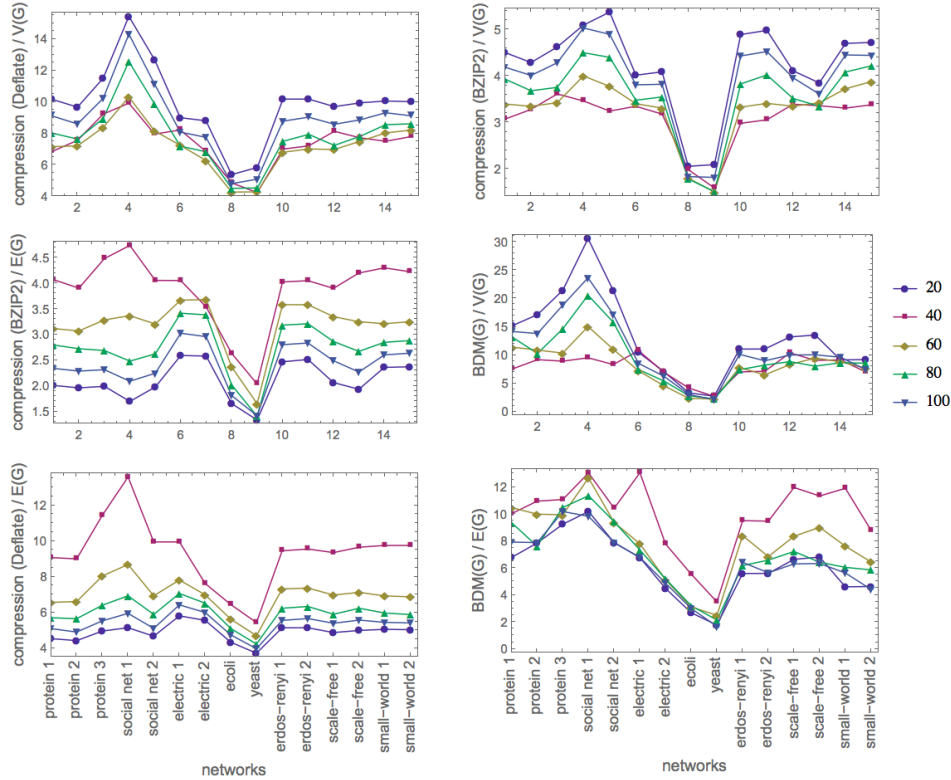 compression (Deflate) / V(G)
14
12
10
8
6
4
2
4
6
8
10
12
14
compression (BZIP2) / V(G)
5
4
3
2
2
4
6
8
10
12
14
compression (BZIP2) / E(G)
4.5
4.0
3.5
3.0
2.5
2.0
1.5
2
4
6
8
10
12
14
BDM(G) / V(G)
30
25
20
15
10
5
0
2
4
6
8
10
12
14
20
40
60
80
100
compression (Deflate) / E(G)
12
10
8
6
4
protein 1
protein 2
protein 3
social net 1
social net 2
electric 1
electric 2
ecoli
yeast
erdos-renyi 1
erdos-renyi 2
scale-free 1
scale-free 2
small-world 1
small-world 2
networks
BDM(G) / E(G)
12
10
8
6
4
2
0
protein 1
protein 2
protein 3
social net 1
social net 2
electric 1
electric 2
ecoli
yeast
erdos-renyi 1
erdos-renyi 2
scale-free 1
scale-free 2
small-world 1
small-world 2
networks